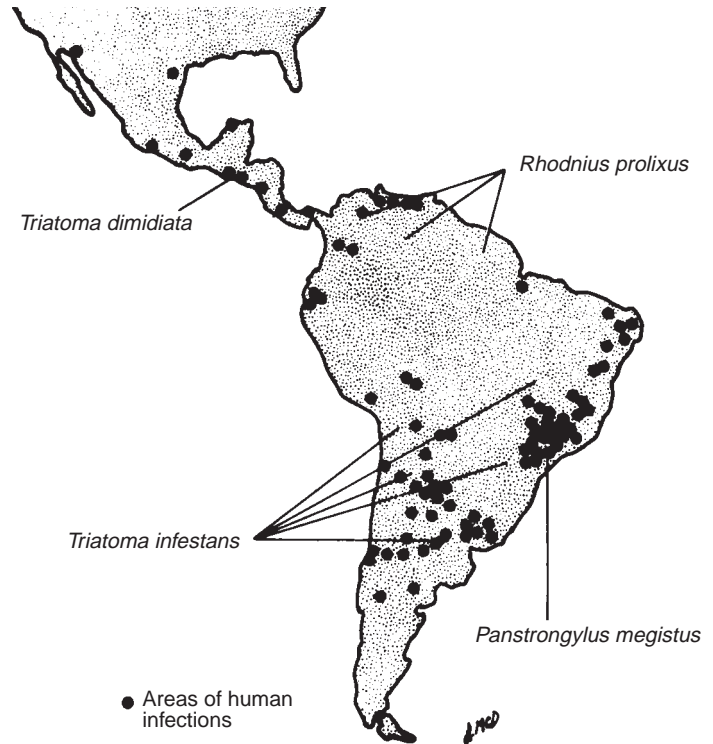 Rhodnius prolixus
Triatoma dimidiata
Triatoma infestans
Panstrongylus megistus
Areas of human
infections